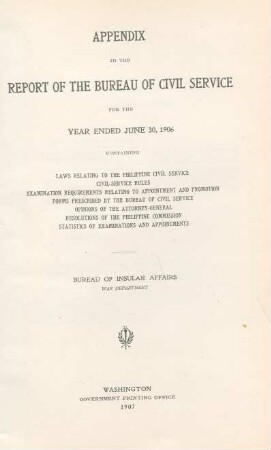 APPENDIX
TO THE
REPORT OF THE BUREAU OF CIVIL SERVICE
FOR THE
YEAR ENDED JUNE 30, 1906
CONTAINING
LAWS RELATING TO THE PHILIPPINE CIVIL SERVICE
CIVIL-SERVICE RULES
EXAMINATION REQUIREMENTS RELATING TO APPOINTMENT AND PROMOTION
FORMS PRESCRIBED BY THE BUREAU OF CIVIL SERVICE
OPINIONS OF THE ATTORNEY-GENERAL
RESOLUTIONS OF THE PHILIPPINE COMMISSION
STATISTICS OF EXAMINATIONS AND APPOINTMENTS
BUREAU OF INSULAR AFFAIRS
WAR DEPARTMENT
WASHINGTON
GOVERNMENT PRINTING OFFICE
1907